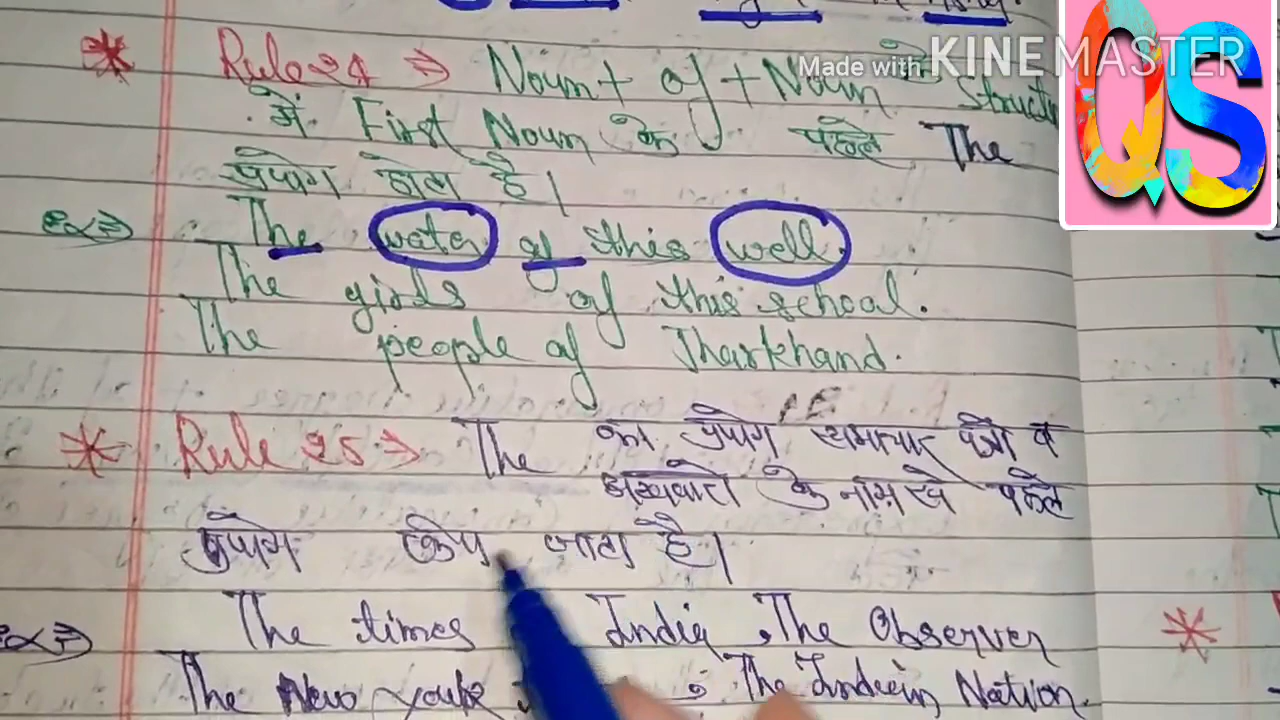 QS
Made with KINEMASTER
* Rule 24 ⇒ Noun + of + Noun के Structu
में First Noun के पहले The
प्रयोग होता है।
ex ⇒ The water of this well.
The girls of this school.
The people of Jharkhand.
* Rule 25 ⇒ The का प्रयोग समाचार पत्रों व
अखबारों के नाम से पहले
प्रयोग किया जाता है।
ex ⇒ The times India, The Observer
The New York , The Indian Nation.